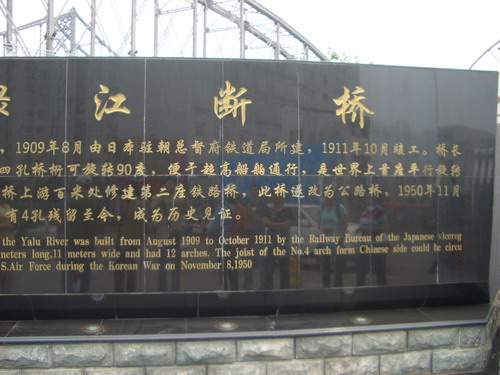 江断桥
，1909年8月由日本驻朝总督府铁道局所建，1911年10月竣工。桥长
四孔桥桁可旋转90度，便于超高船舶通行，是世界上首座平行旋转
桥上游百米处修建第二座铁路桥，此桥遂改为公路桥，1950年11月
有4孔残留至今，成为历史见证。
the Yalu River was built from August 1909 to October 1911 by the Railway Bureau of the Japanese vicereg
meters long,11 meters wide and had 12 arches. The joist of the No.4 arch form Chinese side could be circu
S.Air Force during the Korean War on November 8,1950